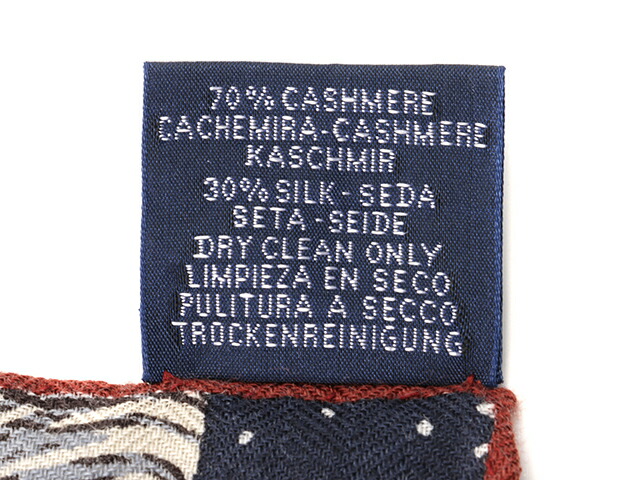 70% CASHMERE
CACHEMIRA-CASHMERE
KASCHMIR
30% SILK-SEDA
SETA-SEIDE
DRY CLEAN ONLY
LIMPIEZA EN SECO
PULITURA A SECCO
TROCKENREINIGUNG